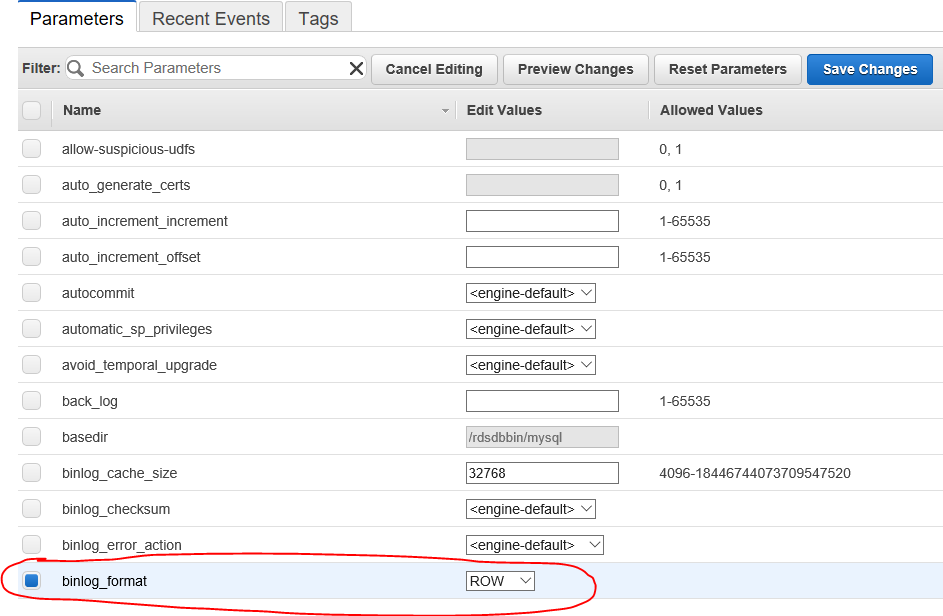 Parameters Recent Events Tags
Filter: Search Parameters Cancel Editing Preview Changes Reset Parameters Save Changes
Name Edit Values Allowed Values
allow-suspicious-udfs 0, 1
auto_generate_certs 0, 1
auto_increment_increment 1-65535
auto_increment_offset 1-65535
autocommit <engine-default>
automatic_sp_privileges <engine-default>
avoid_temporal_upgrade <engine-default>
back_log 1-65535
basedir /rdsdbbin/mysql
binlog_cache_size 32768 4096-18446744073709547520
binlog_checksum <engine-default>
binlog_error_action <engine-default>
binlog_format ROW